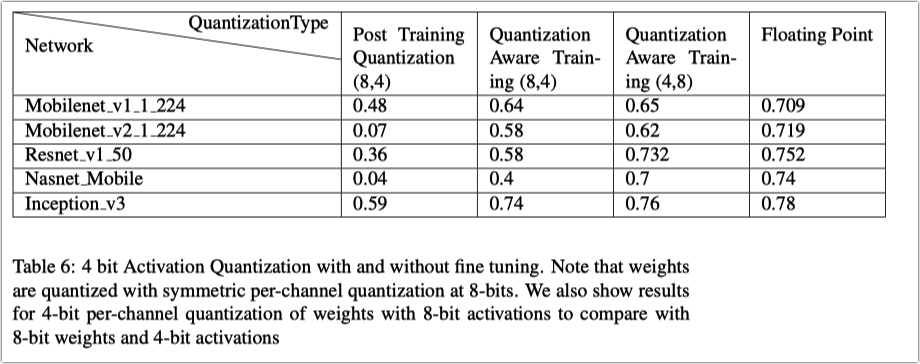 QuantizationType
Network
Post Training Quantization (8,4)
Quantization Aware Train-ing (8,4)
Quantization Aware Train-ing (4,8)
Floating Point
Mobilenet_v1_1_224 0.48 0.64 0.65 0.709
Mobilenet_v2_1_224 0.07 0.58 0.62 0.719
Resnet_v1_50 0.36 0.58 0.732 0.752
Nasnet_Mobile 0.04 0.4 0.7 0.74
Inception_v3 0.59 0.74 0.76 0.78
Table 6: 4 bit Activation Quantization with and without fine tuning. Note that weights
are quantized with symmetric per-channel quantization at 8-bits. We also show results
for 4-bit per-channel quantization of weights with 8-bit activations to compare with
8-bit weights and 4-bit activations